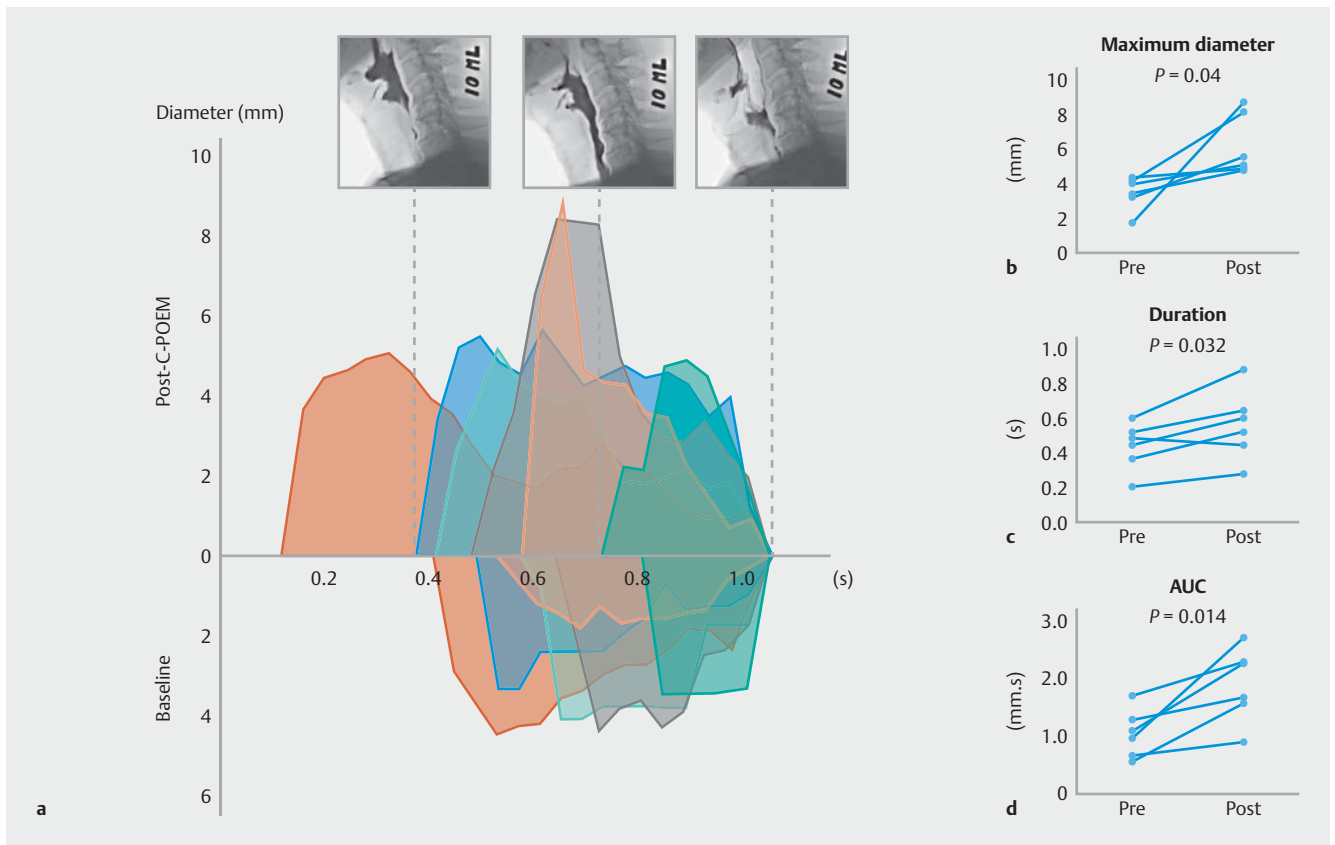 10 ML
10 ML
10 ML
Diameter (mm)
10
8
6
4
2
0
2
4
6
Post-C-POEM
Baseline
0.2
0.4
0.6
0.8
1.0
(s)
a
Maximum diameter
P = 0.04
10
8
6
4
2
0
(mm)
Pre
Post
b
Duration
P = 0.032
1.0
0.8
0.6
0.4
0.2
0.0
(s)
Pre
Post
c
AUC
P = 0.014
3.0
2.0
1.0
0
(mm.s)
Pre
Post
d